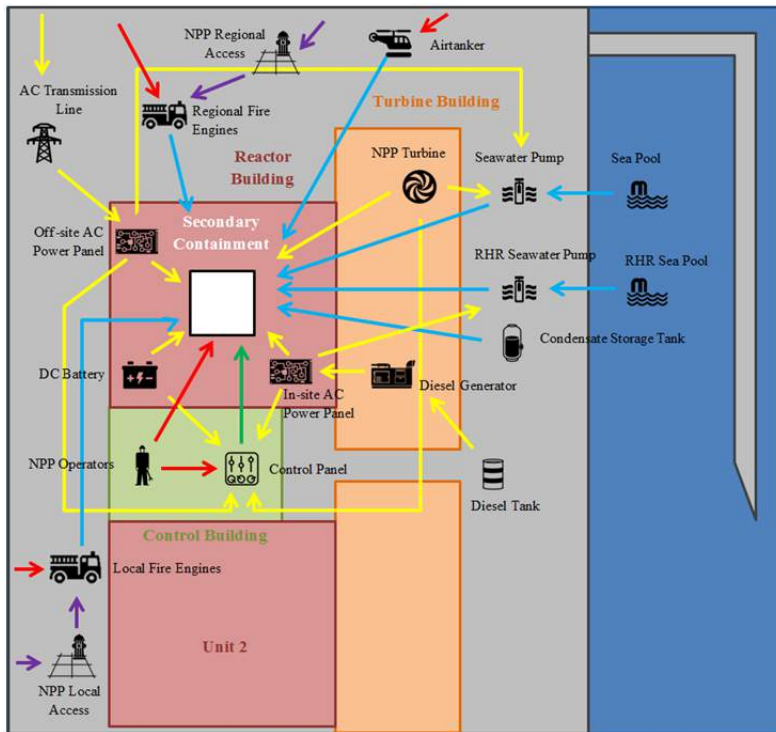 NPP Regional
Access
Airtanker
AC Transmission
Line
Regional Fire
Engines
Turbine Building
Reactor
Building
NPP Turbine
Seawater Pump
Sea Pool
Secondary
Containment
Off-site AC
Power Panel
RHR Seawater Pump
RHR Sea Pool
Condensate Storage Tank
DC Battery
In-site AC
Power Panel
Diesel Generator
NPP Operators
Control Panel
Diesel Tank
Control Building
Local Fire Engines
Unit 2
NPP Local
Access